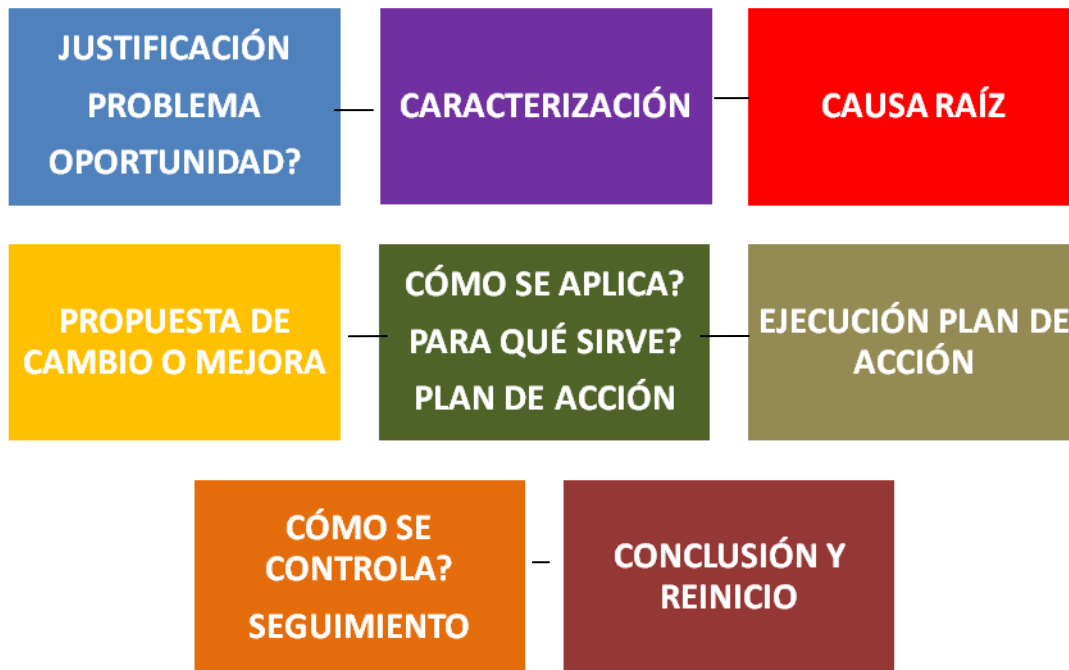 JUSTIFICACIÓN
PROBLEMA
OPORTUNIDAD?
CARACTERIZACIÓN
CAUSA RAÍZ
PROPUESTA DE
CAMBIO O MEJORA
CÓMO SE APLICA?
PARA QUÉ SIRVE?
PLAN DE ACCIÓN
EJECUCIÓN PLAN DE
ACCIÓN
CÓMO SE
CONTROLA?
SEGUIMIENTO
CONCLUSIÓN Y
REINICIO